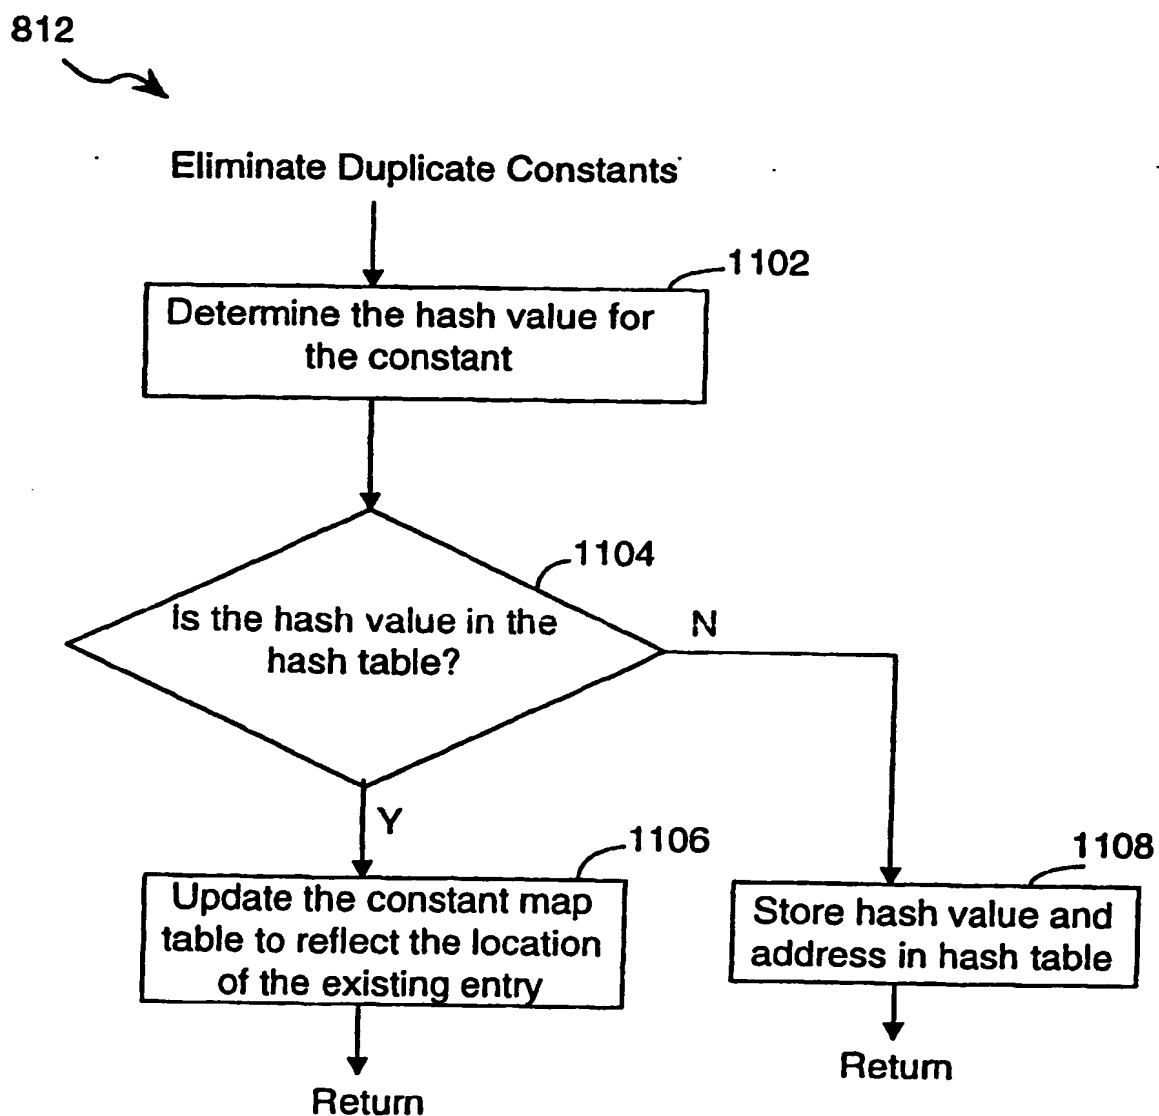 812
Eliminate Duplicate Constants
1102
Determine the hash value for
the constant
1104
Is the hash value in the
hash table?
N
Y
1106
Update the constant map
table to reflect the location
of the existing entry
1108
Store hash value and
address in hash table
Return
Return